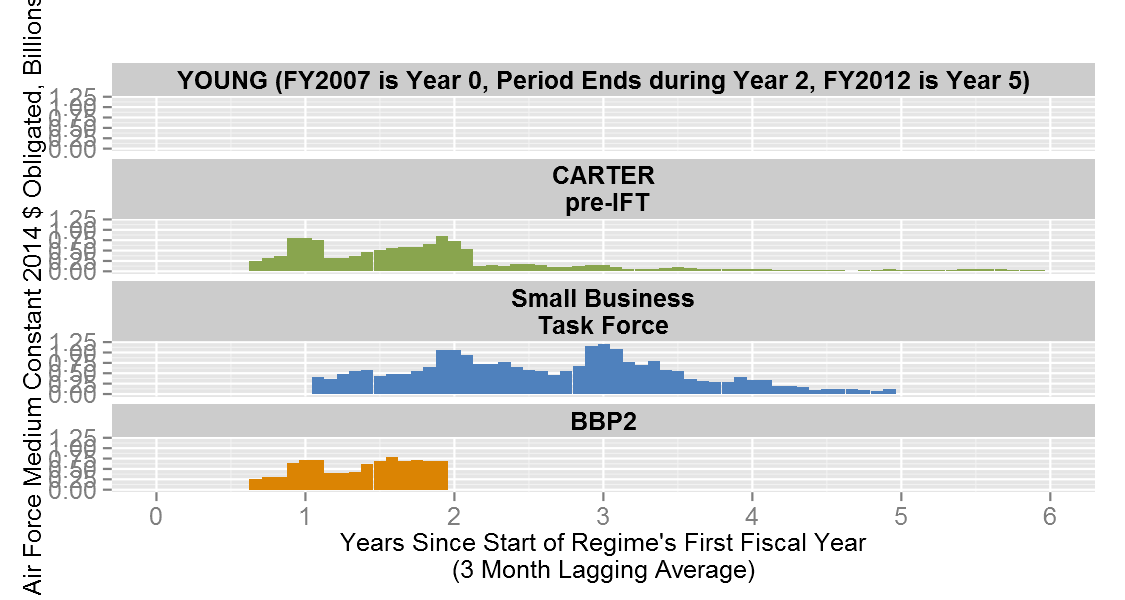 Air Force Medium Constant 2014 $ Obligated, Billions
YOUNG (FY2007 is Year 0, Period Ends during Year 2, FY2012 is Year 5)
1.25
1.00
0.75
0.50
0.25
0.00
CARTER
pre-IFT
1.25
1.00
0.75
0.50
0.25
0.00
Small Business
Task Force
1.25
1.00
0.75
0.50
0.25
0.00
BBP2
1.25
1.00
0.75
0.50
0.25
0.00
0 1 2 3 4 5 6
Years Since Start of Regime's First Fiscal Year
(3 Month Lagging Average)